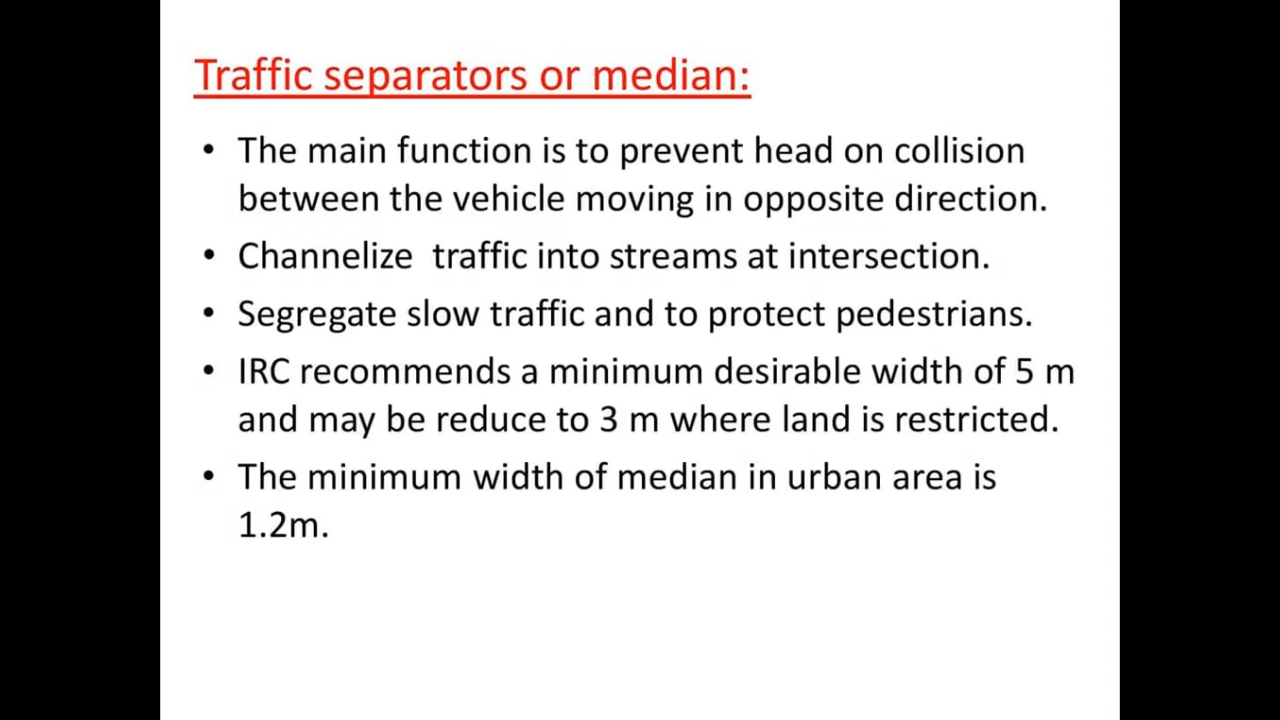 Traffic separators or median:
• The main function is to prevent head on collision
between the vehicle moving in opposite direction.
• Channelize  traffic into streams at intersection.
• Segregate slow traffic and to protect pedestrians.
• IRC recommends a minimum desirable width of 5 m
and may be reduce to 3 m where land is restricted.
• The minimum width of median in urban area is
1.2m.